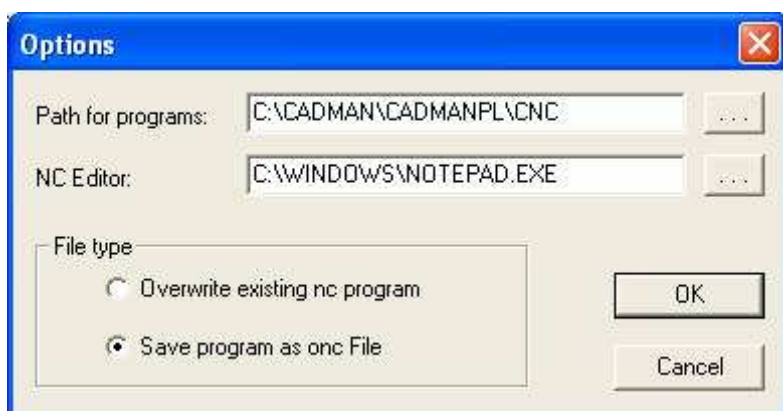 Options
Path for programs: C:\CADMAN\CADMANPL\CNC ...
NC Editor: C:\WINDOWS\NOTEPAD.EXE ...
File type
Overwrite existing nc program
OK
Save program as onc File
Cancel